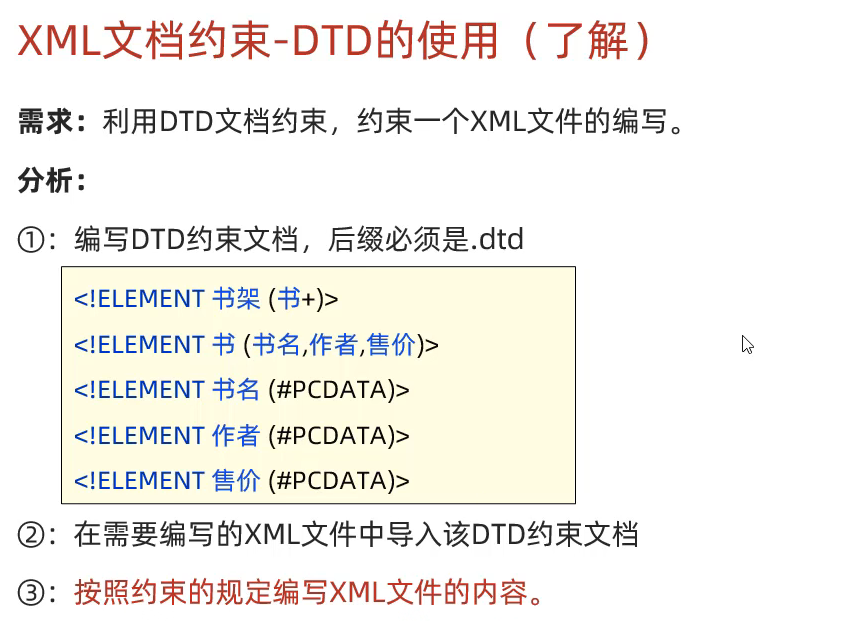 XML文档约束-DTD的使用（了解）
需求：利用DTD文档约束，约束一个XML文件的编写。
分析：
①：编写DTD约束文档，后缀必须是.dtd
<!ELEMENT 书架 (书+)>
<!ELEMENT 书 (书名,作者,售价)>
<!ELEMENT 书名 (#PCDATA)>
<!ELEMENT 作者 (#PCDATA)>
<!ELEMENT 售价 (#PCDATA)>
②：在需要编写的XML文件中导入该DTD约束文档
③：按照约束的规定编写XML文件的内容。